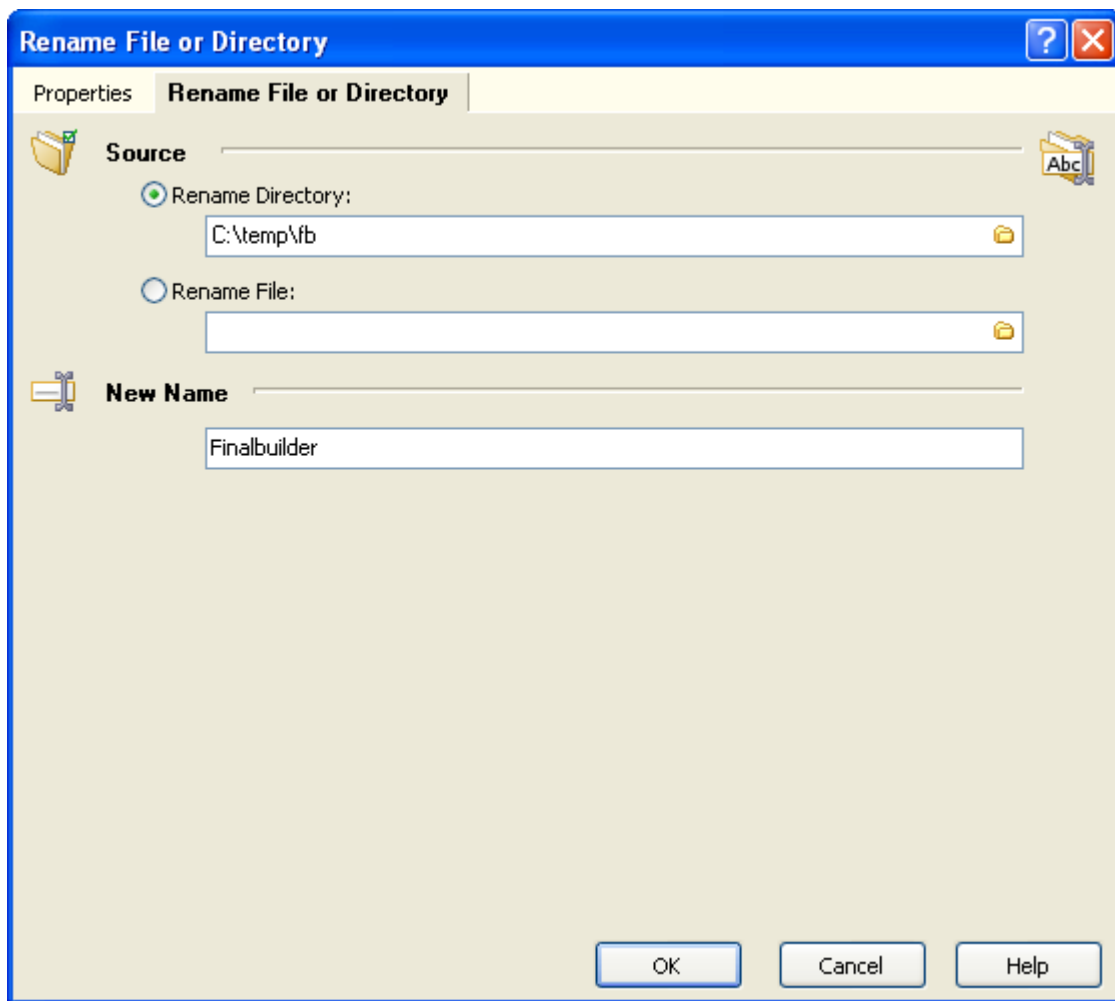 Rename File or Directory
Properties Rename File or Directory
Source
Abc
Rename Directory:
C:\temp\fb
Rename File:
New Name
Finalbuilder
OK Cancel Help